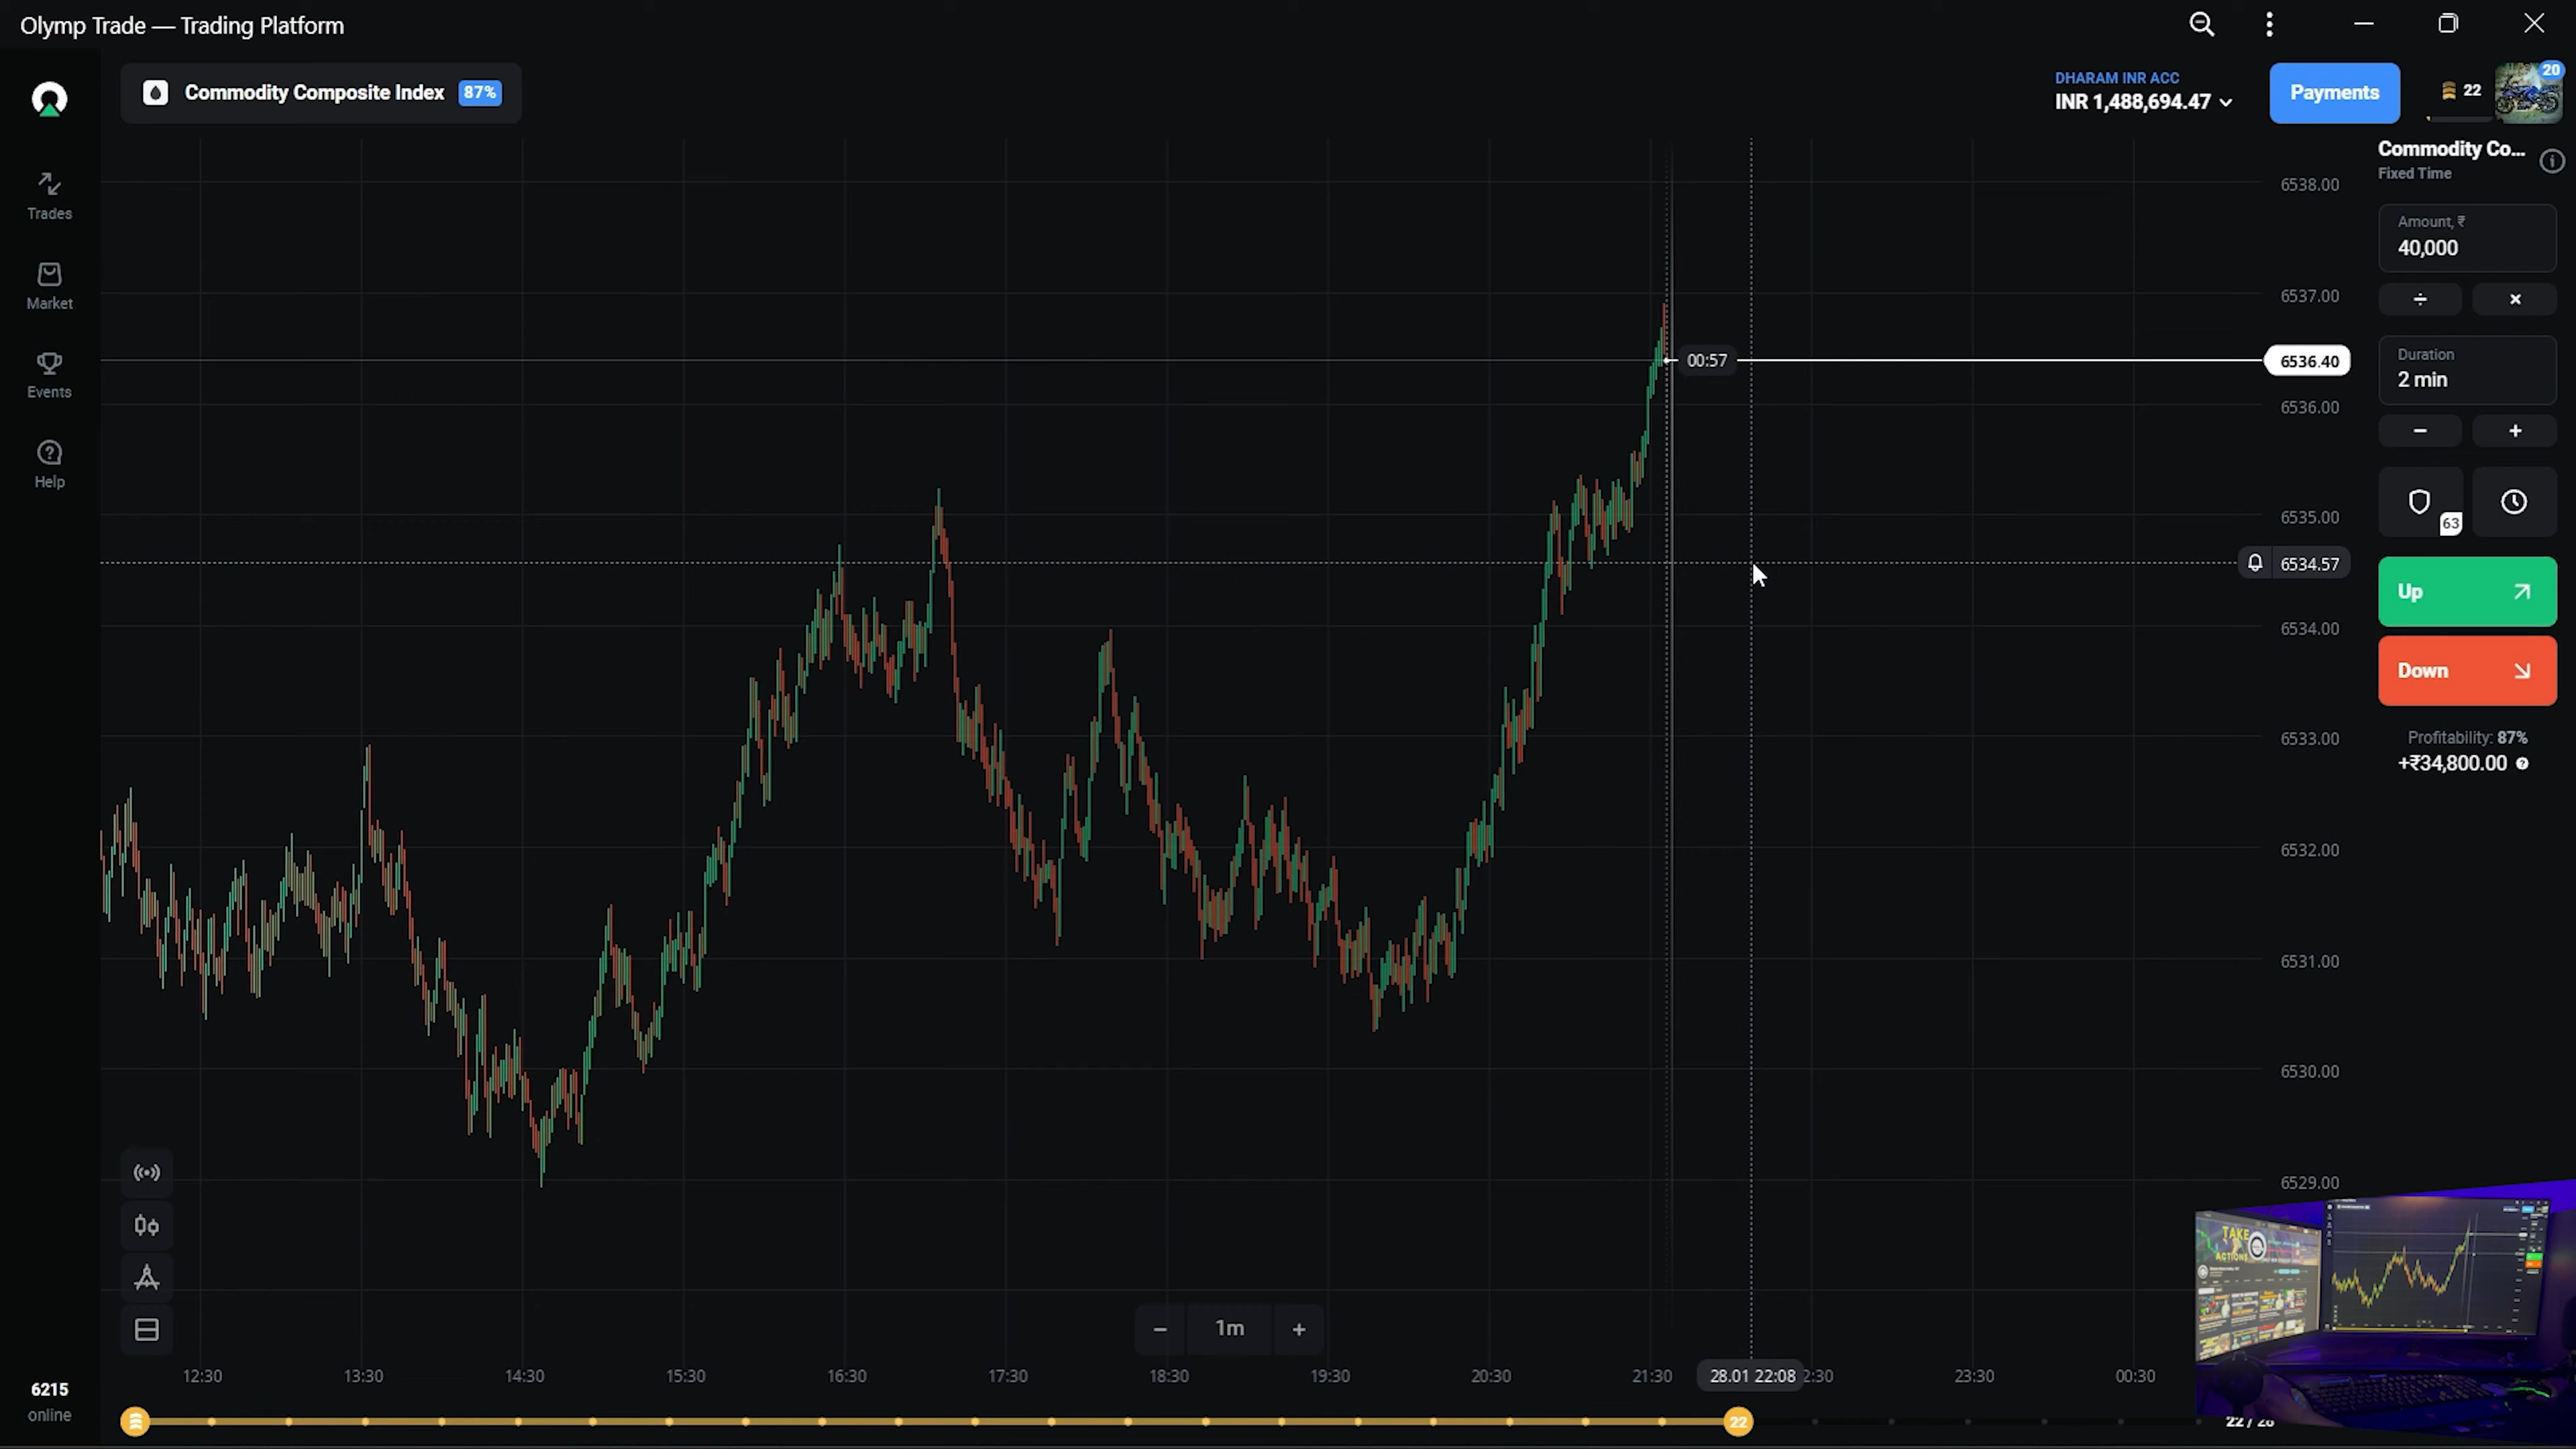 Olymp Trade — Trading Platform
Commodity Composite Index 87%
DHARAM INR ACC
INR 1,488,694.47
Payments
22
20
Trades
Market
Events
Help
Commodity Co...
Fixed Time
Amount, ₹
40,000
÷ ×
Duration
2 min
− +
63
Up
Down
Profitability: 87%
+₹34,800.00
6538.00
6537.00
00:57
6536.40
6536.00
6535.00
6534.57
6534.00
6533.00
6532.00
6531.00
6530.00
6529.00
TAKE
ACTIONS
− 1m +
12:30 13:30 14:30 15:30 16:30 17:30 18:30 19:30 20:30 21:30 28.01 22:08 2:30 23:30 00:30
6215
online
22
22 / 28